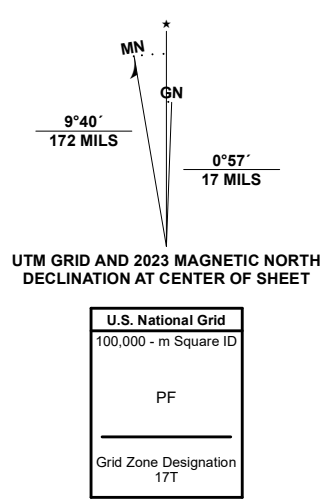 ★
MN
GN
9°40´
172 MILS
0°57´
17 MILS
UTM GRID AND 2023 MAGNETIC NORTH
DECLINATION AT CENTER OF SHEET
U.S. National Grid
100,000 - m Square ID
PF
Grid Zone Designation
17T